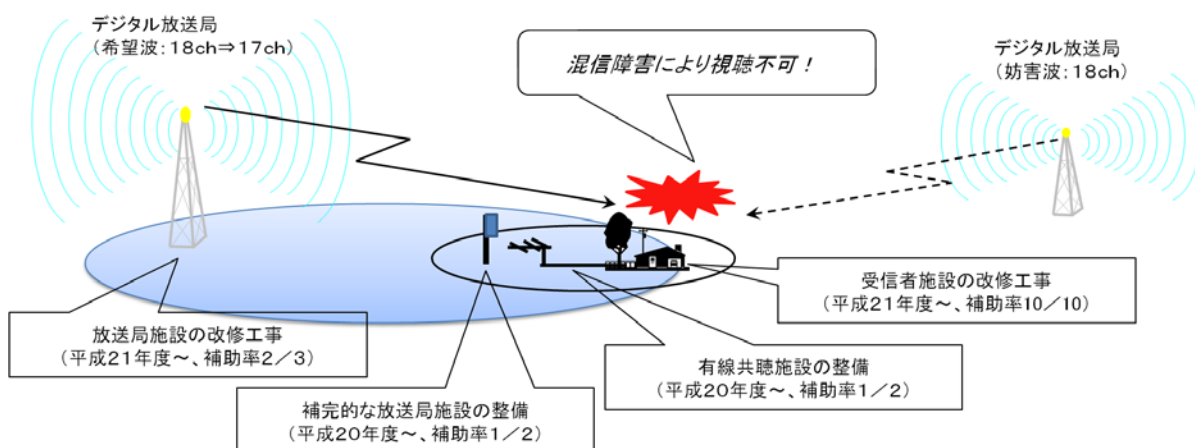 デジタル放送局
(希望波:18ch⇒17ch)
混信障害により視聴不可!
デジタル放送局
(妨害波:18ch)
受信者施設の改修工事
(平成21年度~、補助率10/10)
放送局施設の改修工事
(平成21年度~、補助率2/3)
有線共聴施設の整備
(平成20年度~、補助率1/2)
補完的な放送局施設の整備
(平成20年度~、補助率1/2)